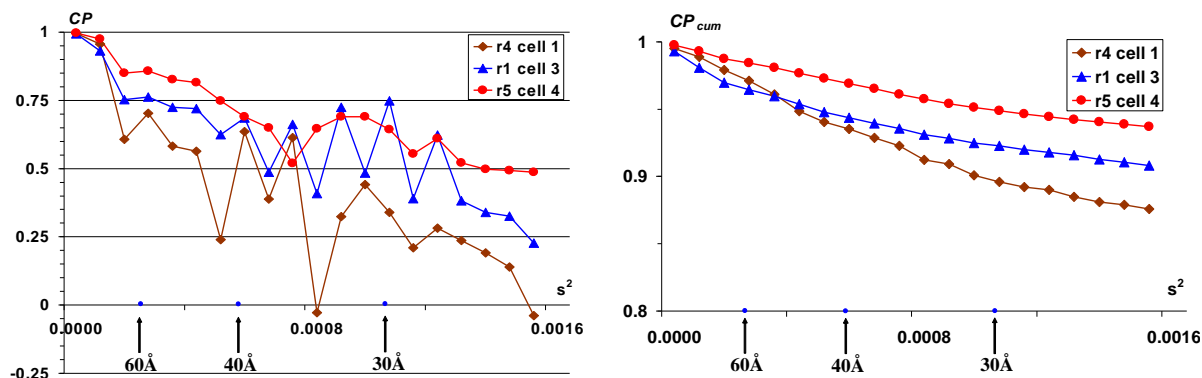 CP
1
0.75
0.5
0.25
0
-0.25
r4 cell 1
r1 cell 3
r5 cell 4
s²
0.0000
0.0008
0.0016
60Å
40Å
30Å
CP cum
1
0.9
0.8
r4 cell 1
r1 cell 3
r5 cell 4
s²
0.0000
0.0008
0.0016
60Å
40Å
30Å